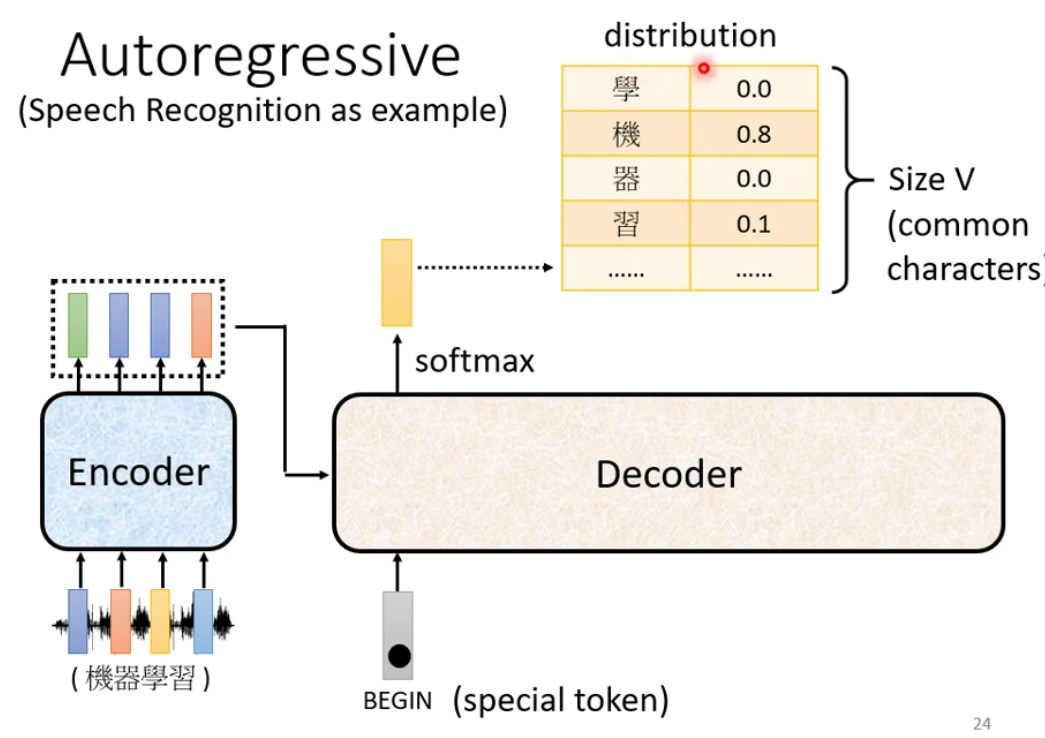 Autoregressive
(Speech Recognition as example)
distribution
學 0.0
機 0.8
器 0.0
習 0.1
...... ......
Size V
(common
characters)
softmax
Encoder
Decoder
( 機器學習 )
BEGIN (special token)
24